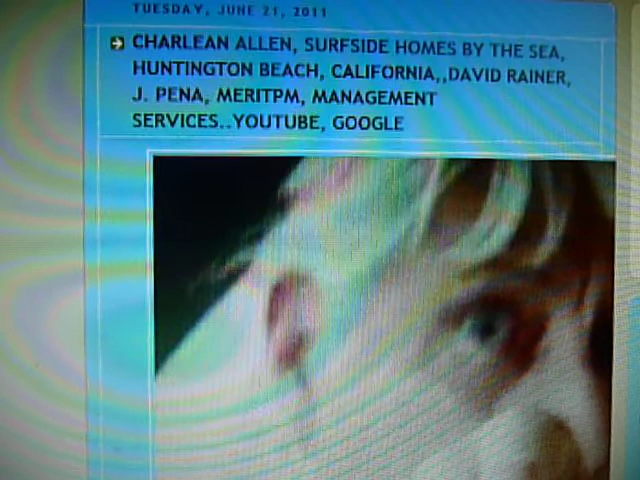 TUESDAY, JUNE 21, 2011
CHARLEAN ALLEN, SURFSIDE HOMES BY THE SEA,
HUNTINGTON BEACH, CALIFORNIA,,DAVID RAINER,
J. PENA, MERITPM, MANAGEMENT
SERVICES..YOUTUBE, GOOGLE